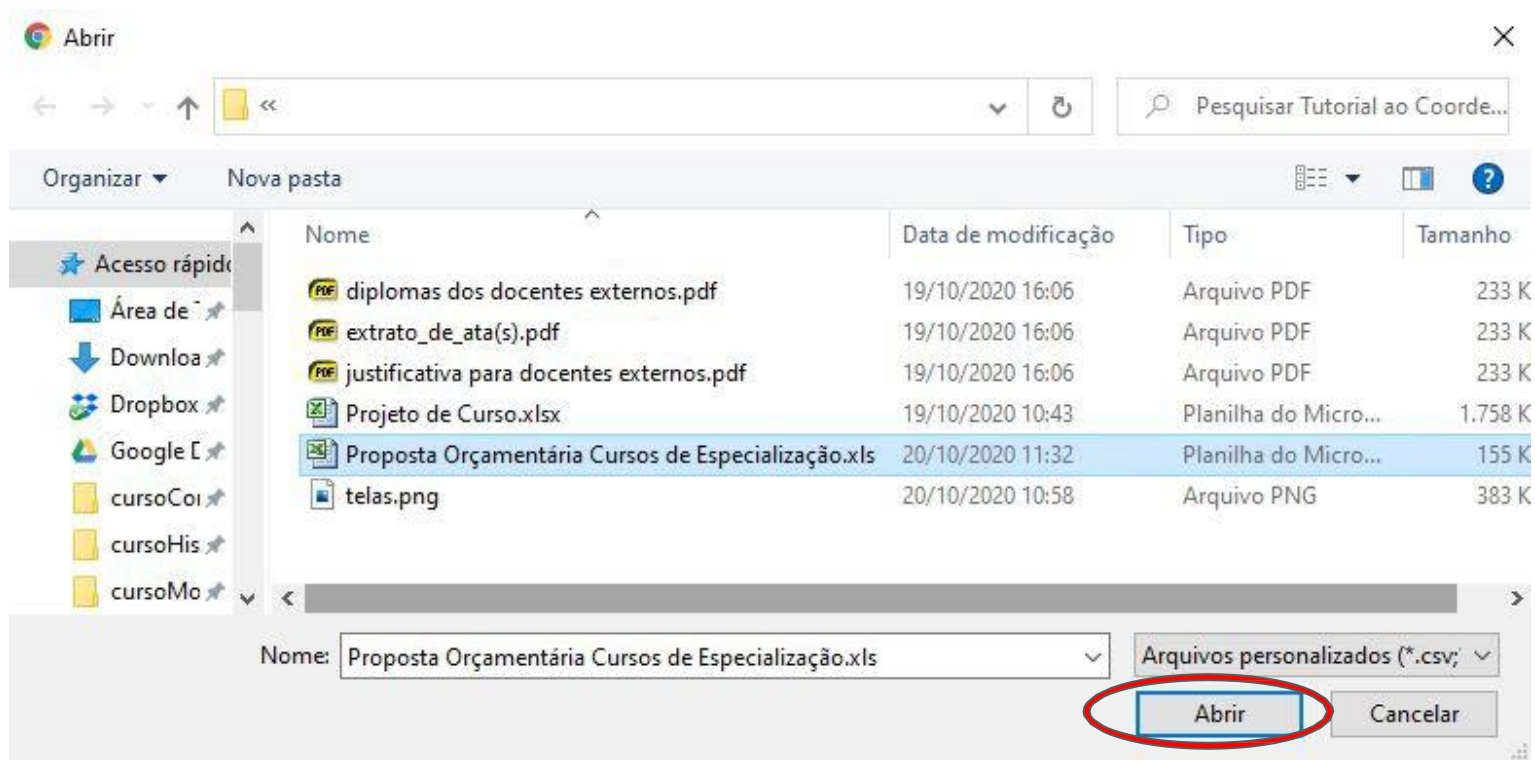 Abrir
«
Pesquisar Tutorial ao Coorde...
Organizar Nova pasta
Nome Data de modificação Tipo Tamanho
Acesso rápido
Área de T
Downloa
Dropbox
Google D
cursoCor
cursoHis
cursoMo
diplomas dos docentes externos.pdf 19/10/2020 16:06 Arquivo PDF 233 K
extrato_de_ata(s).pdf 19/10/2020 16:06 Arquivo PDF 233 K
justificativa para docentes externos.pdf 19/10/2020 16:06 Arquivo PDF 233 K
Projeto de Curso.xlsx 19/10/2020 10:43 Planilha do Micro... 1.758 K
Proposta Orçamentária Cursos de Especialização.xls 20/10/2020 11:32 Planilha do Micro... 155 K
telas.png 20/10/2020 10:58 Arquivo PNG 383 K
Nome: Proposta Orçamentária Cursos de Especialização.xls Arquivos personalizados (*.csv;
Abrir Cancelar